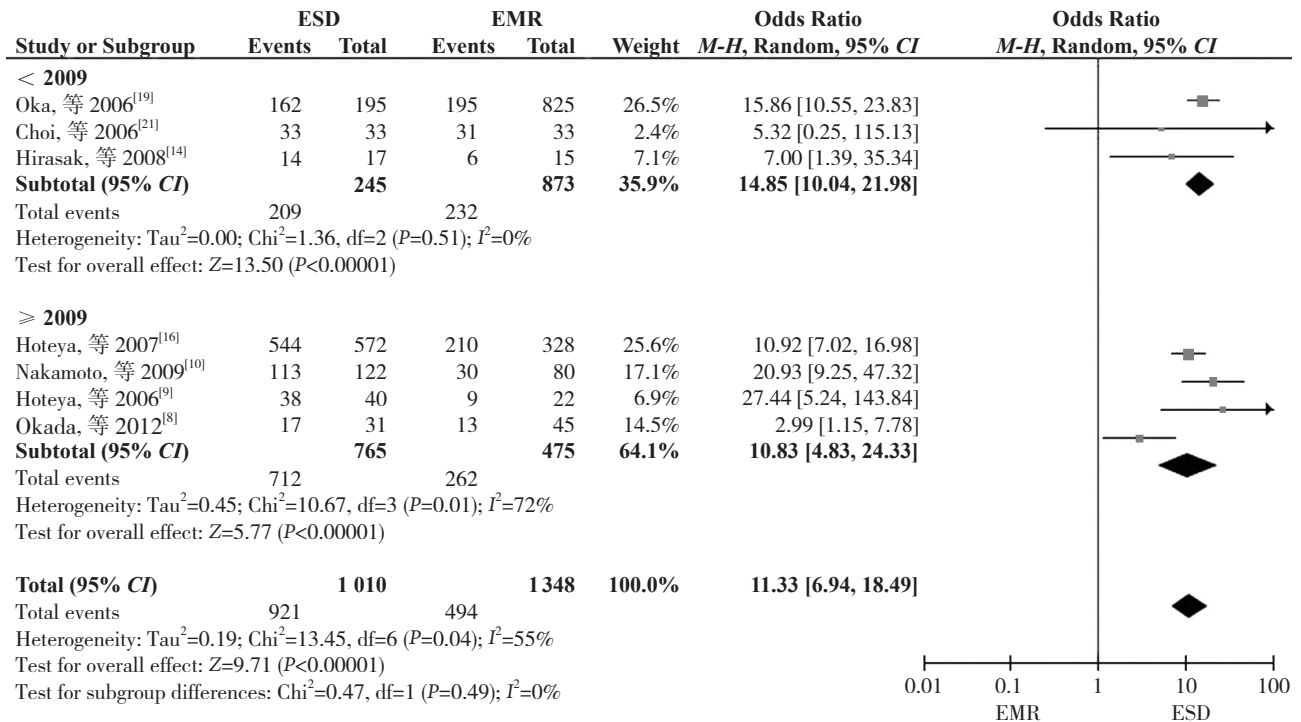 ESD EMR Odds Ratio Odds Ratio
Study or Subgroup Events Total Events Total Weight M-H, Random, 95% CI M-H, Random, 95% CI
< 2009
Oka, 等 2006[19] 162 195 195 825 26.5% 15.86 [10.55, 23.83]
Choi, 等 2006[21] 33 33 31 33 2.4% 5.32 [0.25, 115.13]
Hirasak, 等 2008[14] 14 17 6 15 7.1% 7.00 [1.39, 35.34]
Subtotal (95% CI) 245 873 35.9% 14.85 [10.04, 21.98]
Total events 209 232
Heterogeneity: Tau²=0.00; Chi²=1.36, df=2 (P=0.51); I²=0%
Test for overall effect: Z=13.50 (P<0.00001)
⩾ 2009
Hoteya, 等 2007[16] 544 572 210 328 25.6% 10.92 [7.02, 16.98]
Nakamoto, 等 2009[10] 113 122 30 80 17.1% 20.93 [9.25, 47.32]
Hoteya, 等 2006[9] 38 40 9 22 6.9% 27.44 [5.24, 143.84]
Okada, 等 2012[8] 17 31 13 45 14.5% 2.99 [1.15, 7.78]
Subtotal (95% CI) 765 475 64.1% 10.83 [4.83, 24.33]
Total events 712 262
Heterogeneity: Tau²=0.45; Chi²=10.67, df=3 (P=0.01); I²=72%
Test for overall effect: Z=5.77 (P<0.00001)
Total (95% CI) 1 010 1 348 100.0% 11.33 [6.94, 18.49]
Total events 921 494
Heterogeneity: Tau²=0.19; Chi²=13.45, df=6 (P=0.04); I²=55%
Test for overall effect: Z=9.71 (P<0.00001)
Test for subgroup differences: Chi²=0.47, df=1 (P=0.49); I²=0%
0.01 0.1 1 10 100
EMR ESD